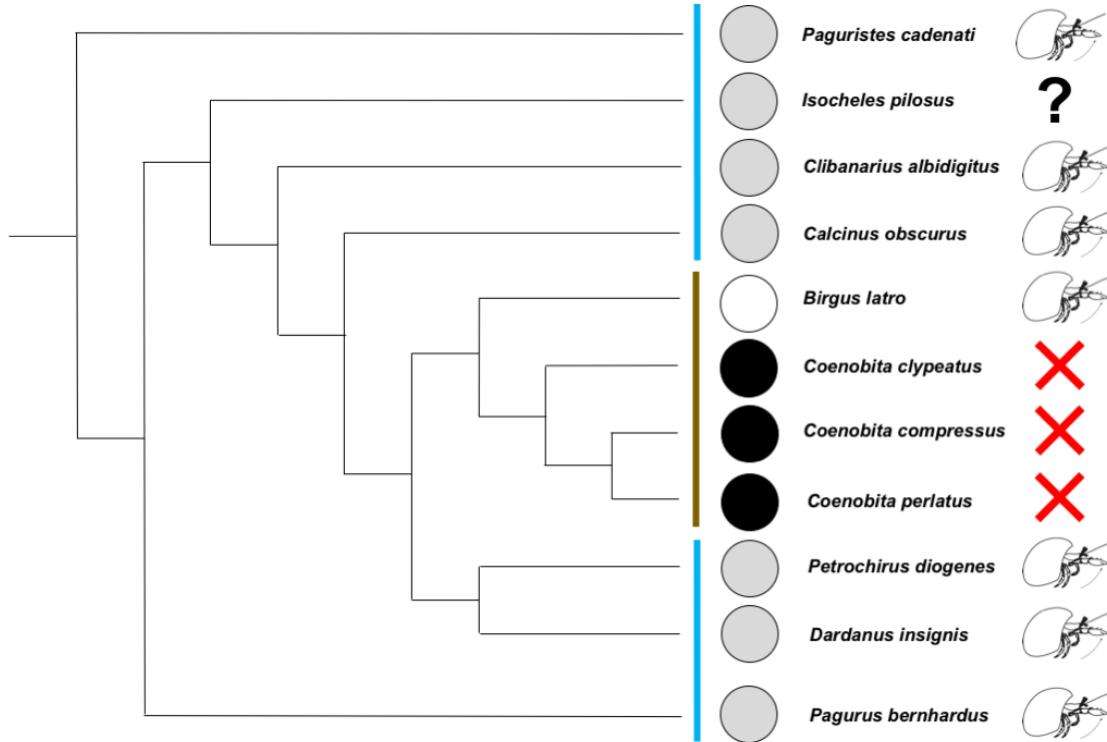 Paguristes cadenati
Isocheles pilosus
?
Clibanarius albidigitus
Calcinus obscurus
Birgus latro
Coenobita clypeatus
Coenobita compressus
Coenobita perlatus
Petrochirus diogenes
Dardanus insignis
Pagurus bernhardus